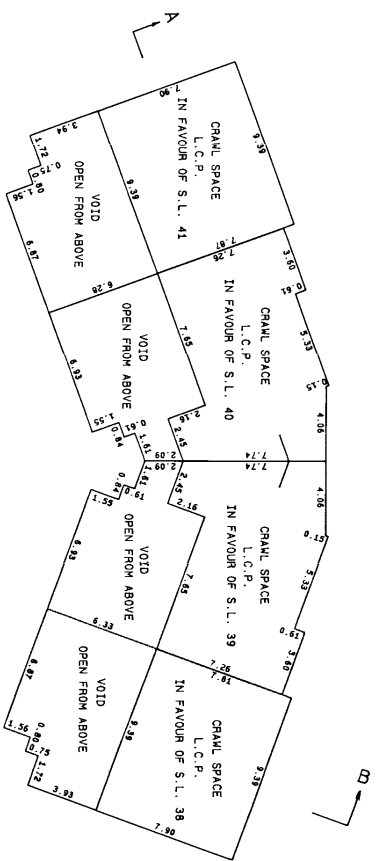 A
7.90
9.39
CRAWL SPACE
L.C.P.
IN FAVOUR OF S.L. 41
7.87
3.94
1.72
0.75
0.80
1.56
9.39
VOID
OPEN FROM ABOVE
6.87
6.28
7.26
3.60
0.61
5.33
0.15
4.06
CRAWL SPACE
L.C.P.
IN FAVOUR OF S.L. 40
7.65
2.16
2.45
7.74
VOID
OPEN FROM ABOVE
6.93
1.55
0.84
0.61
1.61
2.09
2.09
1.61
0.61
0.84
1.55
7.74
4.06
0.15
5.33
0.61
3.60
CRAWL SPACE
L.C.P.
IN FAVOUR OF S.L. 39
2.45
2.16
7.65
7.26
VOID
OPEN FROM ABOVE
6.93
6.33
7.81
9.39
CRAWL SPACE
L.C.P.
IN FAVOUR OF S.L. 38
9.39
7.90
VOID
OPEN FROM ABOVE
6.87
1.56
0.80
0.75
1.72
3.93
B